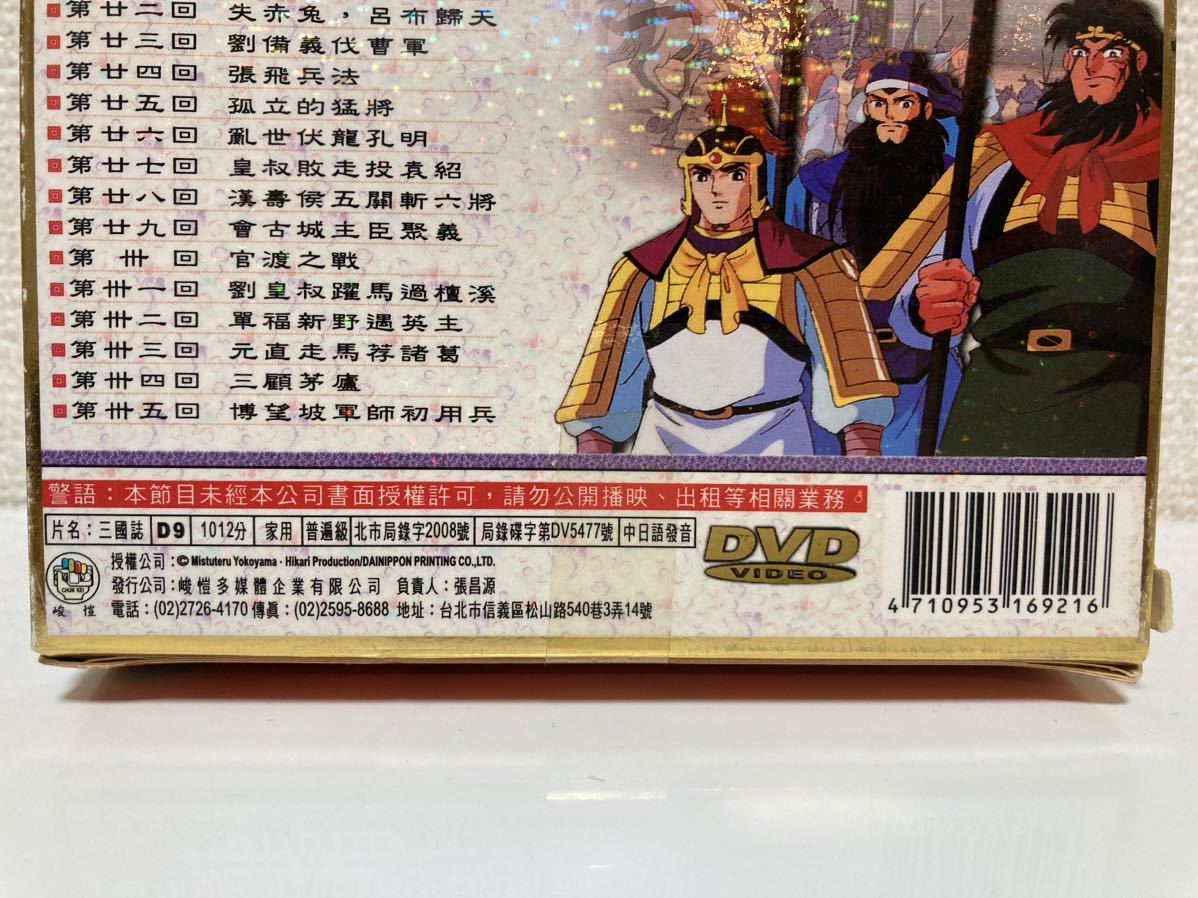 第廿二回 失赤兔，呂布歸天
第廿三回 劉備義伐曹軍
第廿四回 張飛兵法
第廿五回 孤立的猛將
第廿六回 亂世伏龍孔明
第廿七回 皇叔敗走投袁紹
第廿八回 漢壽侯五關斬六將
第廿九回 會古城主臣聚義
第卅回 官渡之戰
第卅一回 劉皇叔躍馬過檀溪
第卅二回 單福新野遇英主
第卅三回 元直走馬荐諸葛
第卅四回 三顧茅廬
第卅五回 博望坡軍師初用兵
警語：本節目未經本公司書面授權許可，請勿公開播映、出租等相關業務。
片名：三國誌 D9 1012分 家用 普遍級 北市局錄字2008號 局錄碟字第DV5477號 中日語發音
授權公司：© Mistuteru Yokoyama・Hikari Production/DAINIPPON PRINTING CO.,LTD.
發行公司：峻愷多媒體企業有限公司 負責人：張昌源
電話：(02)2726-4170 傳真：(02)2595-8688 地址：台北市信義區松山路540巷3弄14號
CHUN KEI
峻愷
DVD
VIDEO
4 710953 169216